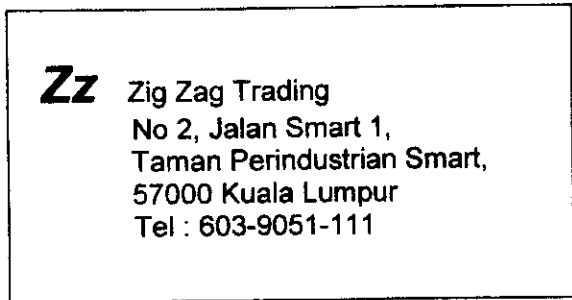 Zz Zig Zag Trading
No 2, Jalan Smart 1,
Taman Perindustrian Smart,
57000 Kuala Lumpur
Tel : 603-9051-111